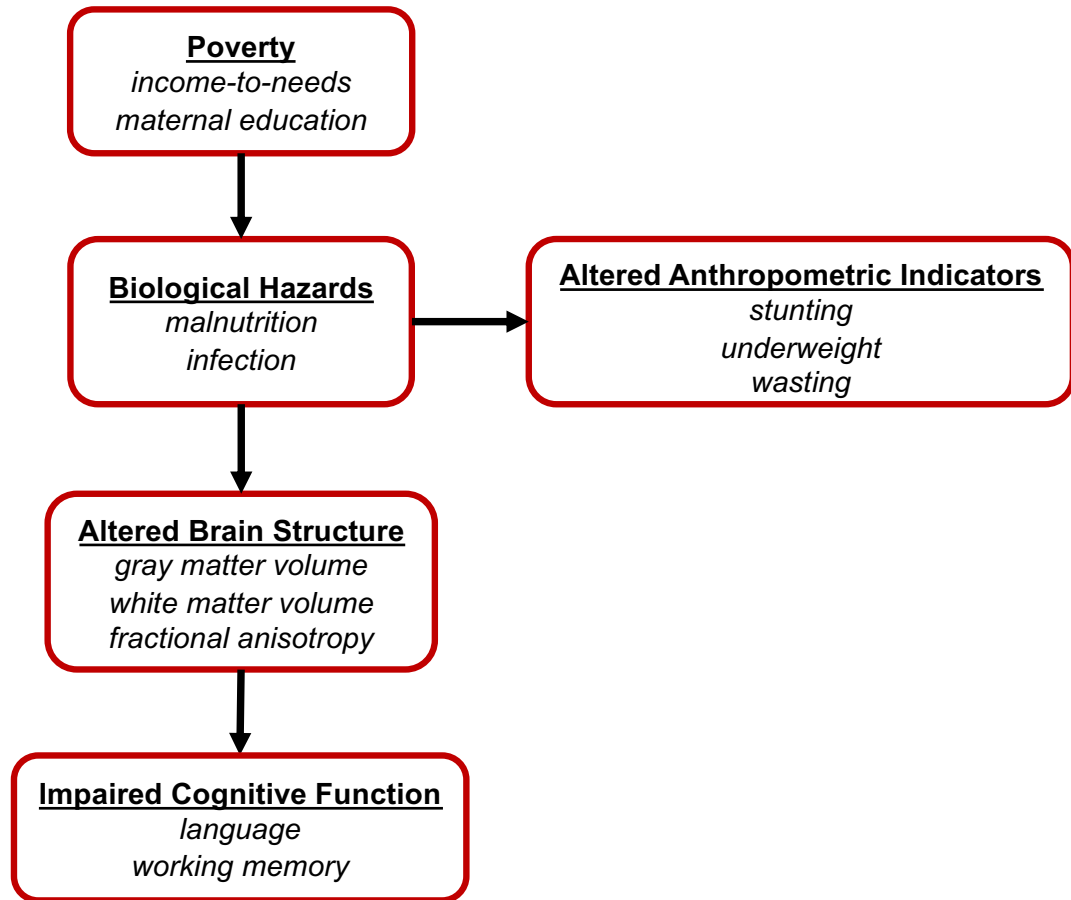 Poverty
income-to-needs
maternal education
Biological Hazards
malnutrition
infection
Altered Anthropometric Indicators
stunting
underweight
wasting
Altered Brain Structure
gray matter volume
white matter volume
fractional anisotropy
Impaired Cognitive Function
language
working memory